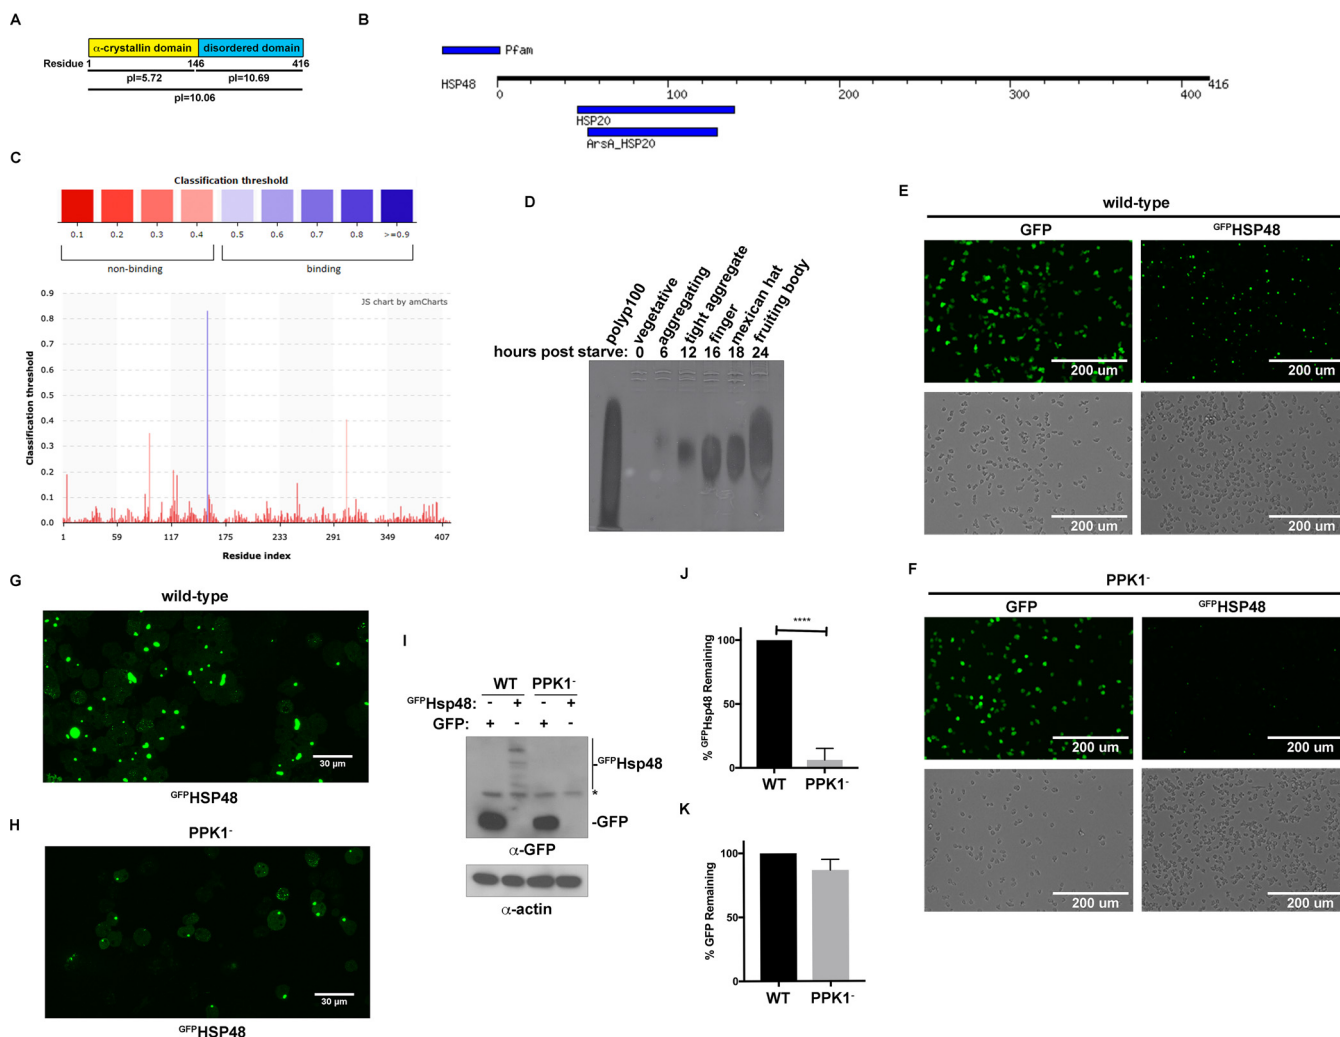 A
α-crystallin domain disordered domain
Residue 1 146 416
pI=5.72 pI=10.69
pI=10.06
B
Pfam
HSP48 416
0 100 200 300 400
HSP20
ArsA_HSP20
C
Classification threshold
0.1 0.2 0.3 0.4 0.5 0.6 0.7 0.8 >=0.9
non-binding binding
JS chart by amCharts
Classification threshold
0.9
0.8
0.7
0.6
0.5
0.4
0.3
0.2
0.1
0.0
1 59 117 175 233 291 349 407
Residue index
D
polyp100 vegetative aggregating tight aggregate finger mexican hat fruiting body
hours post starve: 0 6 12 16 18 24
E
wild-type
GFP GFPHSP48
200 um 200 um
200 um 200 um
F
PPK1-
GFP GFPHSP48
200 um 200 um
200 um 200 um
G
wild-type
30 µm
GFPHSP48
H
PPK1-
30 µm
GFPHSP48
I
WT PPK1-
GFPHsp48: - + - +
GFP: + - + -
GFPHsp48
*
-GFP
α-GFP
α-actin
J
% GFPHsp48 Remaining
****
100
50
0
WT PPK1-
K
% GFP Remaining
100
50
0
WT PPK1-